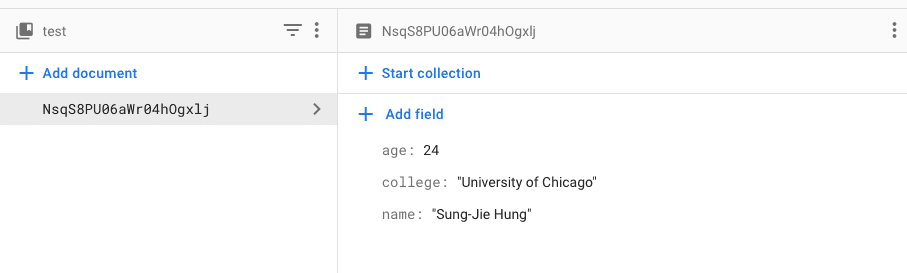 test
Add document
NsqS8PU06aWr04hOgxlj
NsqS8PU06aWr04hOgxlj
Start collection
Add field
age: 24
college: "University of Chicago"
name: "Sung-Jie Hung"